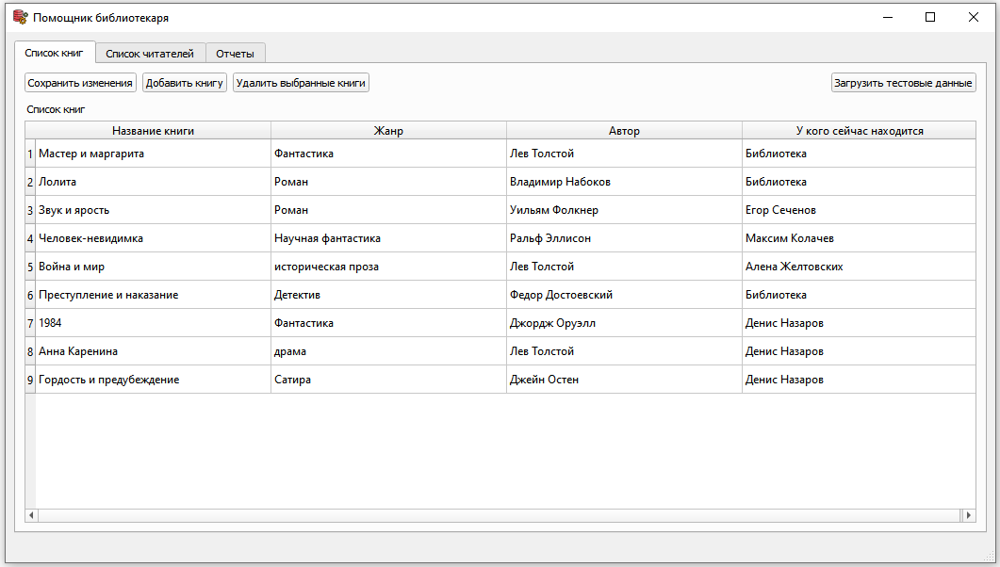 Помощник библиотекаря
Список книг Список читателей Отчеты
Сохранить изменения Добавить книгу Удалить выбранные книги Загрузить тестовые данные
Список книг
Название книги Жанр Автор У кого сейчас находится
1 Мастер и маргарита Фантастика Лев Толстой Библиотека
2 Лолита Роман Владимир Набоков Библиотека
3 Звук и ярость Роман Уильям Фолкнер Егор Сеченов
4 Человек-невидимка Научная фантастика Ральф Эллисон Максим Колачев
5 Война и мир историческая проза Лев Толстой Алена Желтовских
6 Преступление и наказание Детектив Федор Достоевский Библиотека
7 1984 Фантастика Джордж Оруэлл Денис Назаров
8 Анна Каренина драма Лев Толстой Денис Назаров
9 Гордость и предубеждение Сатира Джейн Остен Денис Назаров